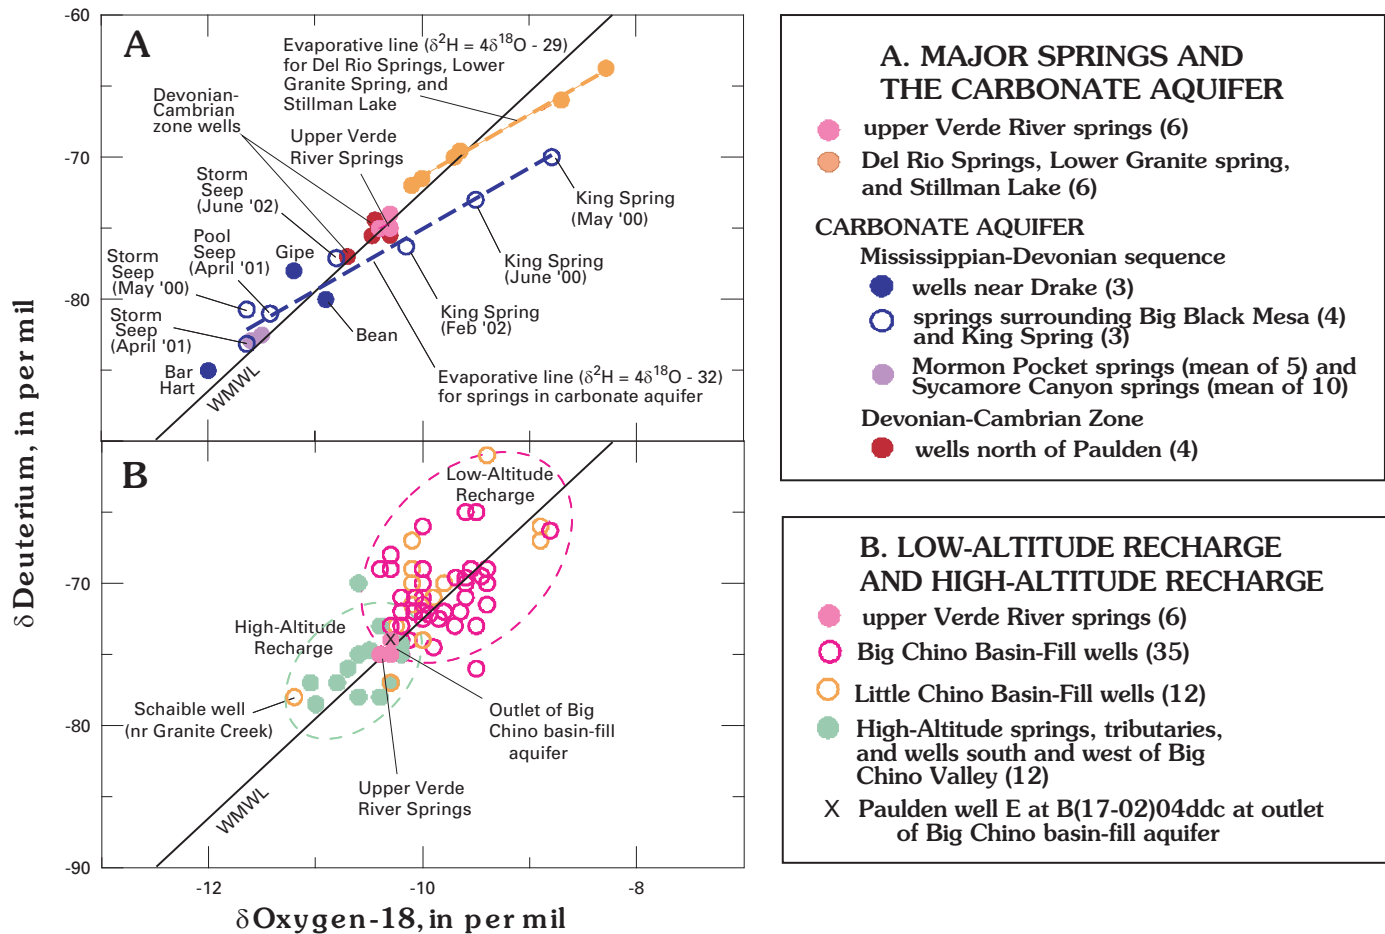 -60
A
Evaporative line (δ²H = 4δ¹⁸O - 29)
for Del Rio Springs, Lower
Granite Spring, and
Stillman Lake
Devonian-
Cambrian
zone wells
Upper Verde
River Springs
-70
Storm
Seep
(June '02)
King Spring
(May '00)
Pool
Seep
(April '01)
Gipe
Storm
Seep
(May '00)
King Spring
(June '00)
-80
Storm
Seep
(April '01)
King Spring
(Feb '02)
Bean
Bar
Hart
WMWL
Evaporative line (δ²H = 4δ¹⁸O - 32)
for springs in carbonate aquifer
B
Low-Altitude
Recharge
-70
High-Altitude
Recharge
Schaible well
(nr Granite Creek)
Outlet of Big
Chino basin-fill
aquifer
-80
Upper Verde
River Springs
WMWL
-90
-12
-10
-8
δ Oxygen-18, in per mil
δ Deuterium, in per mil
A. MAJOR SPRINGS AND
THE CARBONATE AQUIFER
upper Verde River springs (6)
Del Rio Springs, Lower Granite spring,
and Stillman Lake (6)
CARBONATE AQUIFER
Mississippian-Devonian sequence
wells near Drake (3)
springs surrounding Big Black Mesa (4)
and King Spring (3)
Mormon Pocket springs (mean of 5) and
Sycamore Canyon springs (mean of 10)
Devonian-Cambrian Zone
wells north of Paulden (4)
B. LOW-ALTITUDE RECHARGE
AND HIGH-ALTITUDE RECHARGE
upper Verde River springs (6)
Big Chino Basin-Fill wells (35)
Little Chino Basin-Fill wells (12)
High-Altitude springs, tributaries,
and wells south and west of Big
Chino Valley (12)
X Paulden well E at B(17-02)04ddc at outlet
of Big Chino basin-fill aquifer